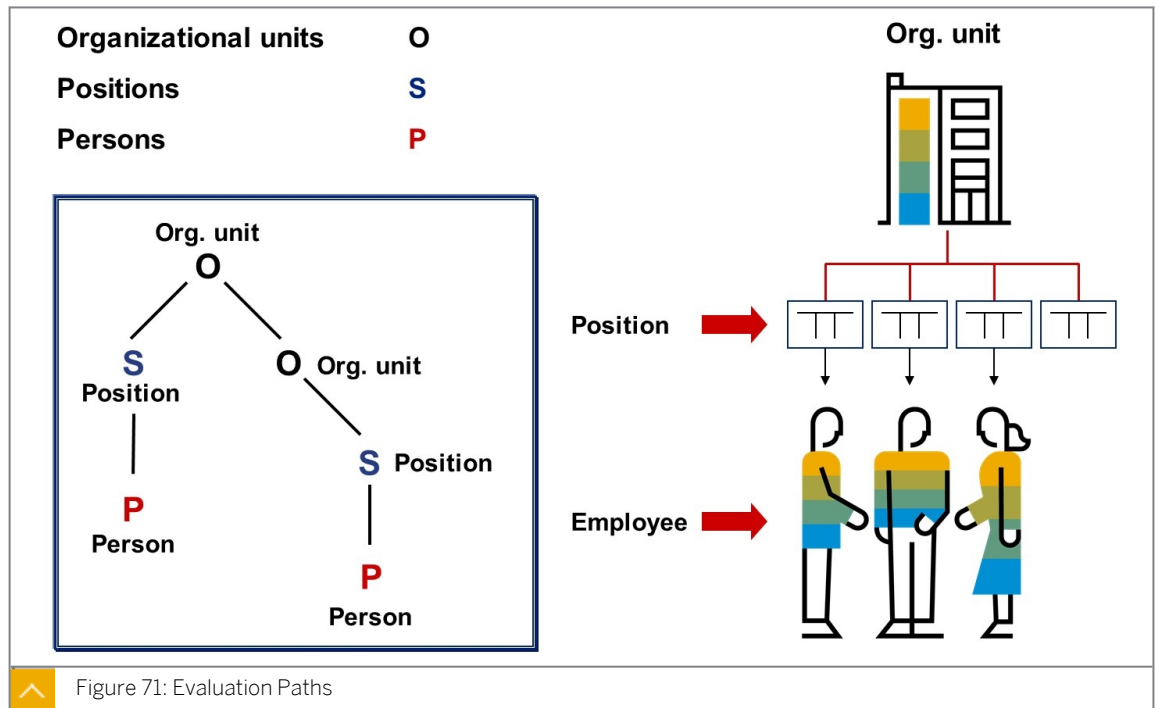 Organizational units O
Positions S
Persons P
Org. unit
O
S
Position
O Org. unit
S Position
P
Person
P
Person
Org. unit
Position
Employee
Figure 71: Evaluation Paths